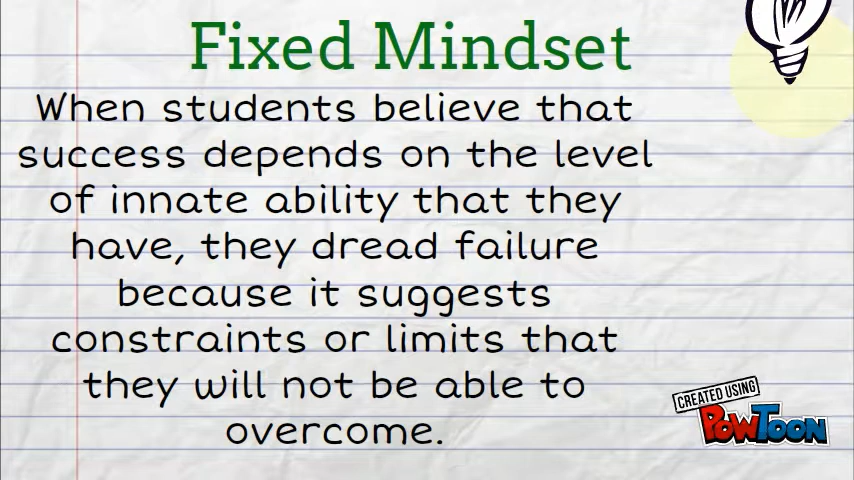 Fixed Mindset
When students believe that
success depends on the level
of innate ability that they
have, they dread failure
because it suggests
constraints or limits that
they will not be able to
overcome.
CREATED USING
POWTOON